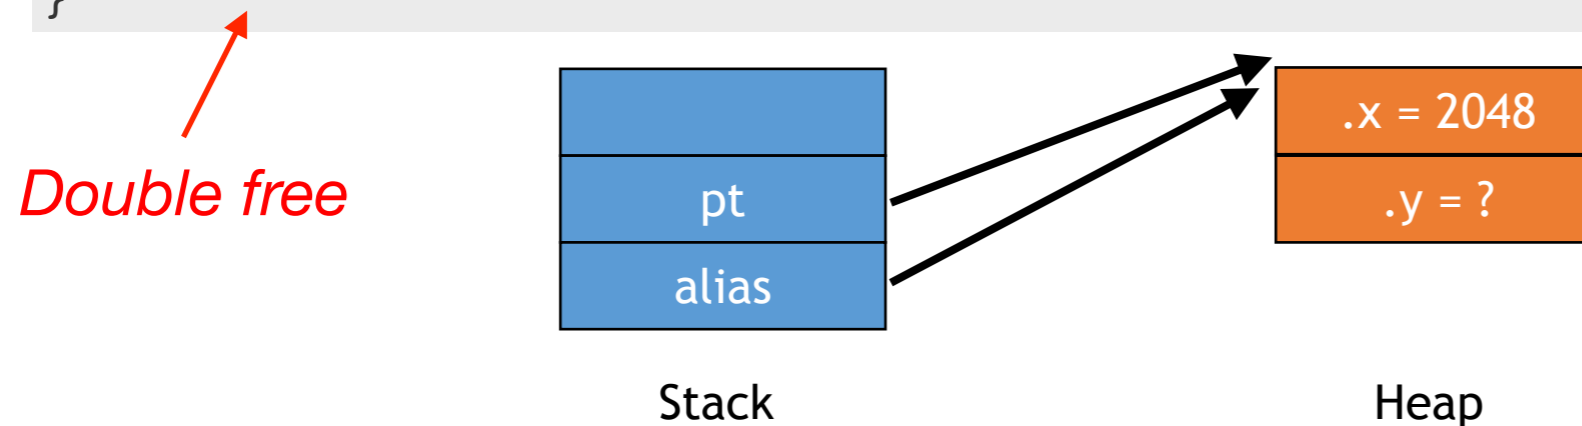 }
.x = 2048
Double free
pt
.y = ?
alias
Stack
Heap